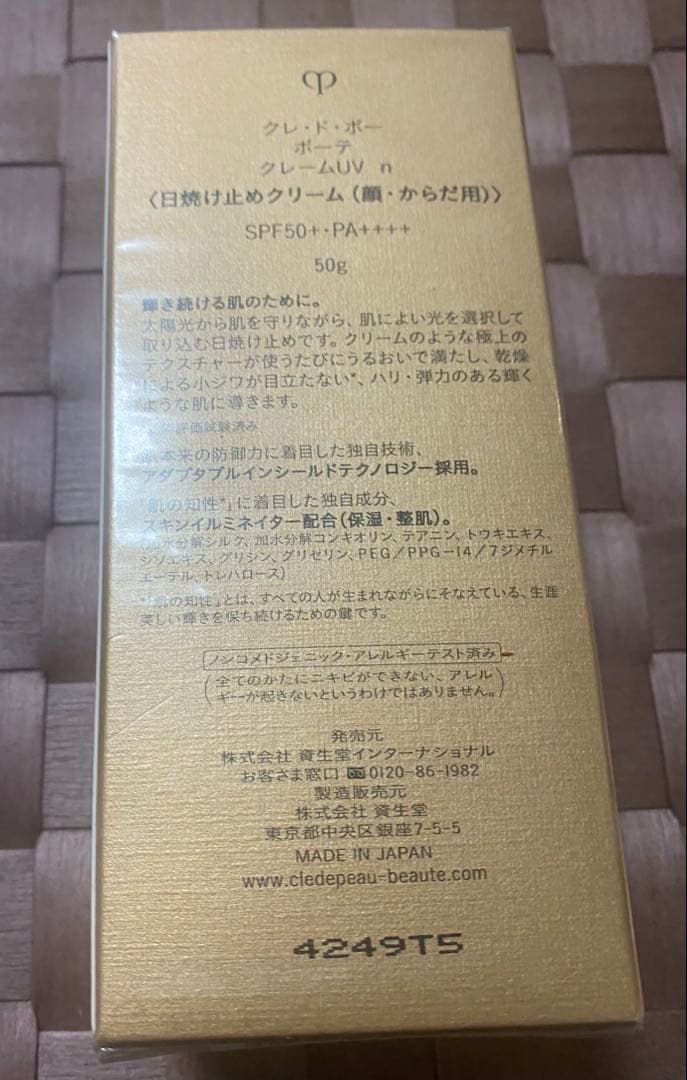 クレ・ド・ポー
ボーテ
クレームUV n
〈日焼け止めクリーム（顔・からだ用）〉
SPF50+・PA++++
50g
輝き続ける肌のために。
太陽光から肌を守りながら、肌によい光を選択して
取り込む日焼け止めです。クリームのような極上の
テクスチャーが使うたびにうるおいで満たし、乾燥
による小ジワが目立たない*、ハリ・弾力のある輝く
ような肌に導きます。
評価試験済み
肌本来の防御力に着目した独自技術、
アダプタブルインシールドテクノロジー採用。
「肌の知性*」に着目した独自成分、
スキンイルミネイター配合（保湿・整肌）。
(加水分解シルク、加水分解コンキオリン、テアニン、トウキエキス、
シソエキス、グリシン、グリセリン、PEG／PPG-14／7ジメチル
エーテル、トレハロース)
*「肌の知性」とは、すべての人が生まれながらにそなえている、生涯
美しい輝きを保ち続けるための鍵です。
ノンコメドジェニック・アレルギーテスト済み
(全てのかたにニキビができない、アレル
ギーが起きないというわけではありません。)
発売元
株式会社 資生堂インターナショナル
お客さま窓口 0120-86-1982
製造販売元
株式会社 資生堂
東京都中央区銀座7-5-5
MADE IN JAPAN
www.cledepeau-beaute.com
4249T5